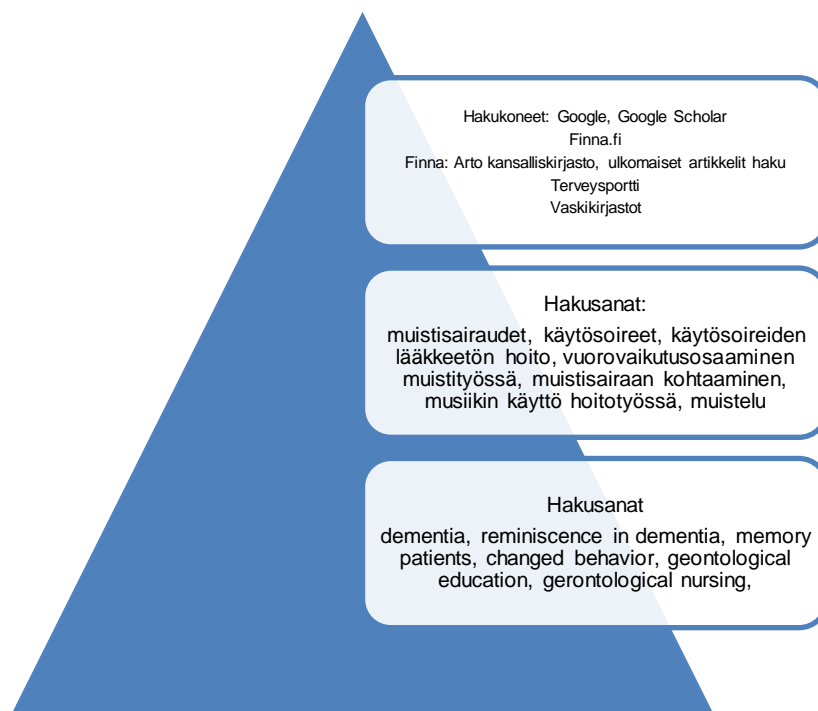 Hakukoneet: Google, Google Scholar
Finna.fi
Finna: Arto kansalliskirjasto, ulkomaiset artikkelit haku
Terveysportti
Vaskikirjastot
Hakusanat:
muistisairaudet, käytösoireet, käytösoireiden
lääkkeetön hoito, vuorovaikutusosaaminen
muistityössä, muistisairaan kohtaaminen,
musiikin käyttö hoitotyössä, muistelu
Hakusanat
dementia, reminiscence in dementia, memory
patients, changed behavior, geontological
education, gerontological nursing,